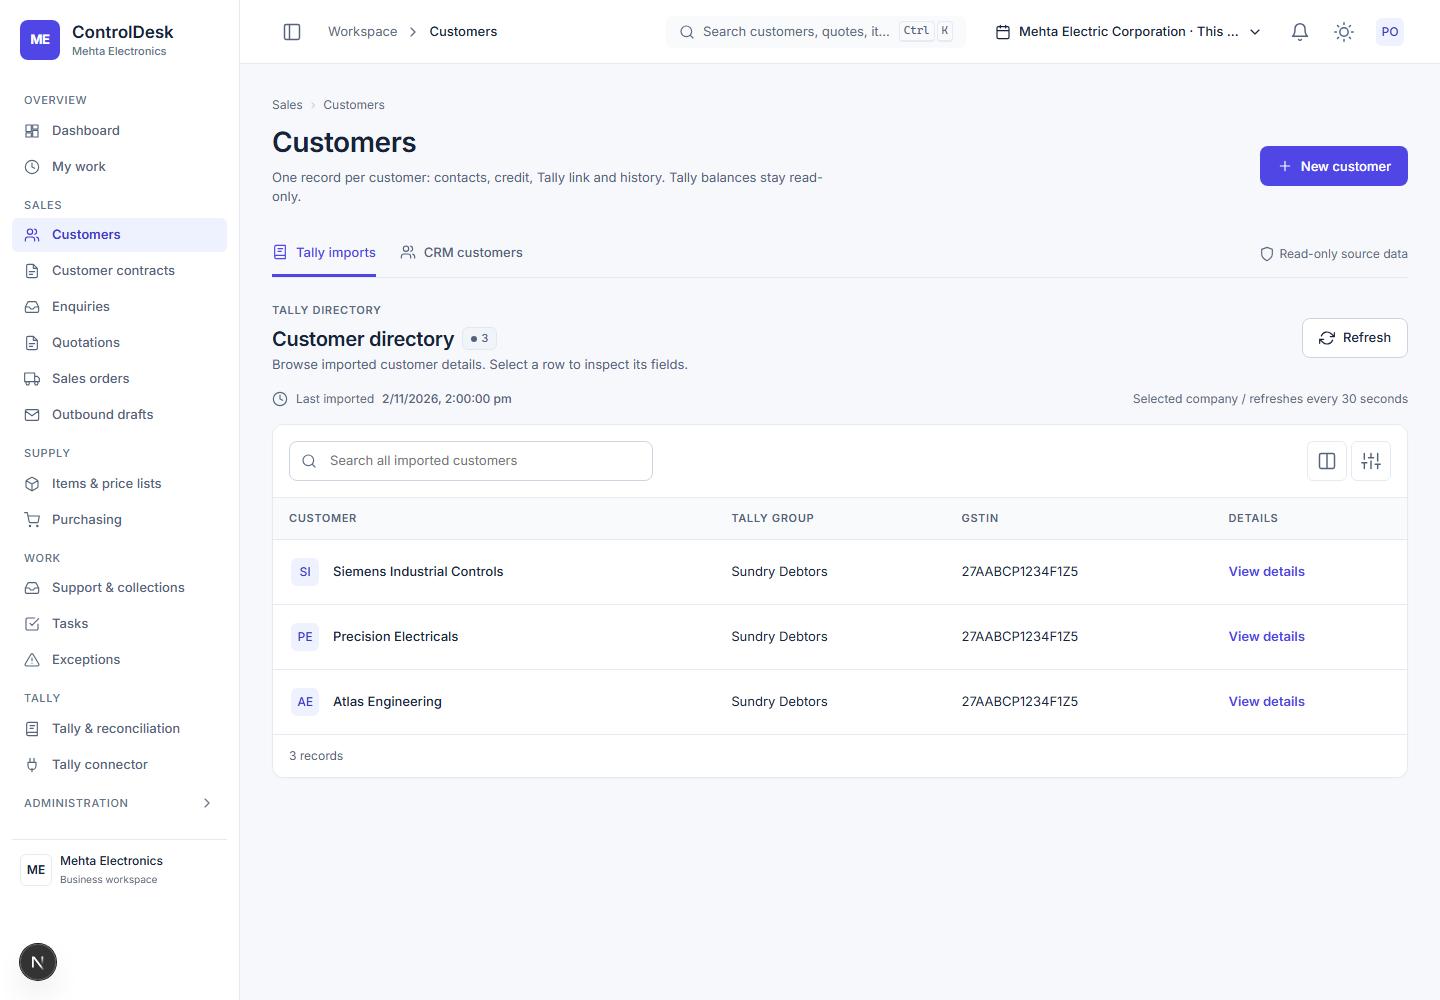 ME
ControlDesk
Mehta Electronics
OVERVIEW
Dashboard
My work
SALES
Customers
Customer contracts
Enquiries
Quotations
Sales orders
Outbound drafts
SUPPLY
Items & price lists
Purchasing
WORK
Support & collections
Tasks
Exceptions
TALLY
Tally & reconciliation
Tally connector
ADMINISTRATION
ME
Mehta Electronics
Business workspace
N
Workspace Customers
Search customers, quotes, it... Ctrl K
Mehta Electric Corporation · This ...
PO
Sales Customers
Customers
One record per customer: contacts, credit, Tally link and history. Tally balances stay read-
only.
New customer
Tally imports CRM customers
Read-only source data
TALLY DIRECTORY
Customer directory 3
Browse imported customer details. Select a row to inspect its fields.
Refresh
Last imported 2/11/2026, 2:00:00 pm
Selected company / refreshes every 30 seconds
Search all imported customers
CUSTOMER TALLY GROUP GSTIN DETAILS
SI Siemens Industrial Controls Sundry Debtors 27AABCP1234F1Z5 View details
PE Precision Electricals Sundry Debtors 27AABCP1234F1Z5 View details
AE Atlas Engineering Sundry Debtors 27AABCP1234F1Z5 View details
3 records